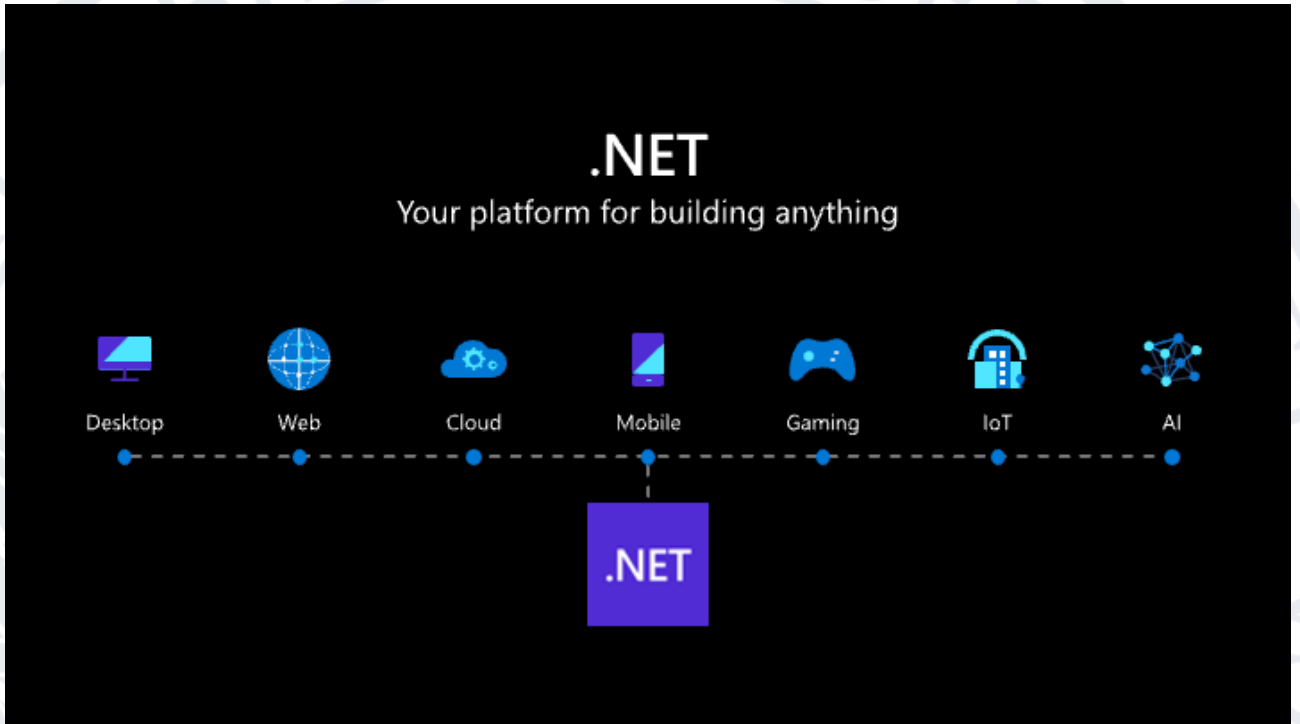 .NET
Your platform for building anything
Desktop
Web
Cloud
Mobile
Gaming
IoT
AI
.NET